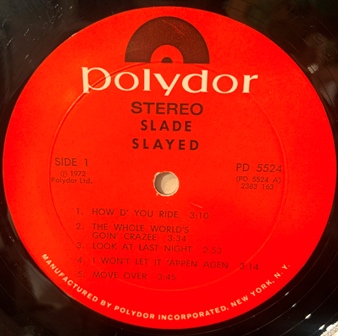 polydor
STEREO
SLADE
SLAYED
SIDE 1
Ⓟ 1972
Polydor Ltd.
PD 5524
(PD 5524 A)
2383 163
1. HOW D' YOU RIDE 3:10
2. THE WHOLE WORLD'S
GOIN' CRAZEE 3:34
3. LOOK AT LAST NIGHT 2:53
4. I WON'T LET IT 'APPEN AGEN 3:14
5. MOVE OVER 3:45
MANUFACTURED BY POLYDOR INCORPORATED, NEW YORK, N.Y.